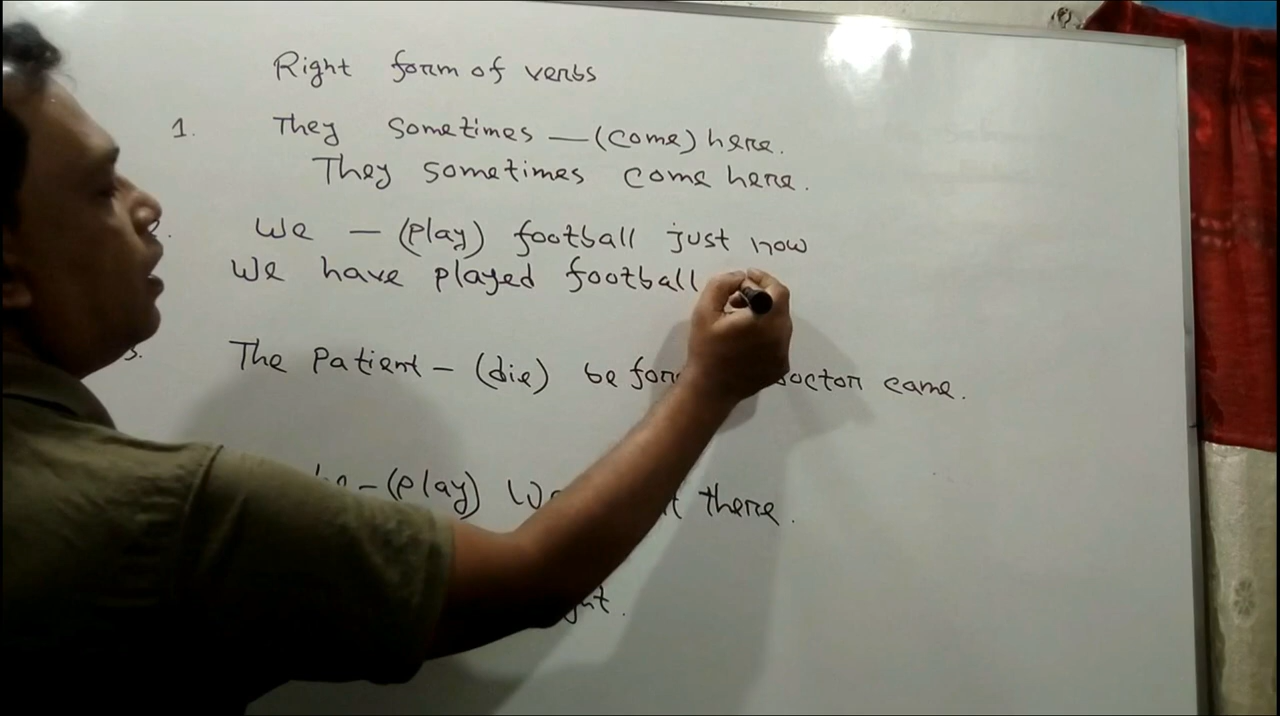 Right form of verbs
1. They sometimes — (come) here.
They sometimes come here.
We — (play) football just now
We have played football
3. The patient — (die) before doctor came.
— (play) there.